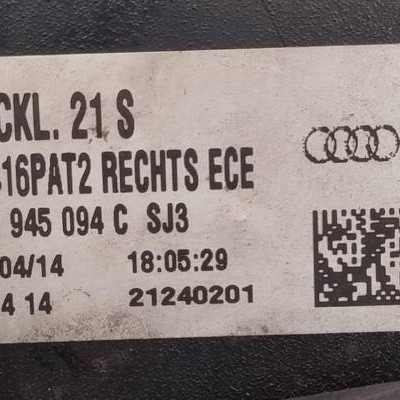 CKL. 21 S
16PAT2 RECHTS ECE
945 094 C SJ3
04/14 18:05:29
4 14 21240201